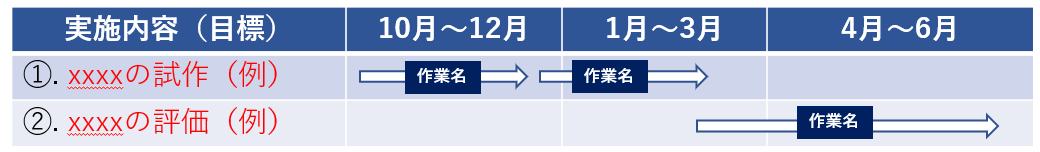 実施内容（目標） 10月～12月 1月～3月 4月～6月
①. xxxxの試作（例） 作業名 作業名
②. xxxxの評価（例） 作業名